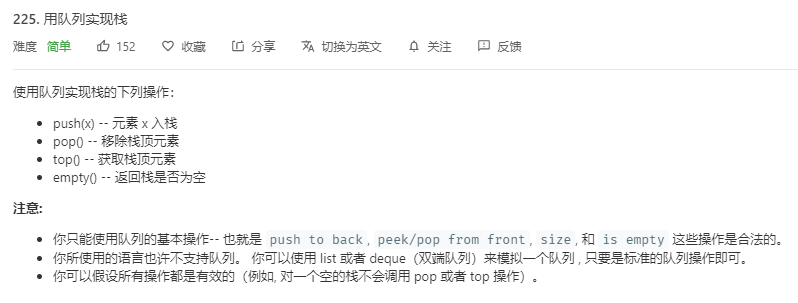 225. 用队列实现栈
难度 简单 152 收藏 分享 切换为英文 关注 反馈
使用队列实现栈的下列操作：
push(x) -- 元素 x 入栈
pop() -- 移除栈顶元素
top() -- 获取栈顶元素
empty() -- 返回栈是否为空
注意:
你只能使用队列的基本操作-- 也就是 push to back, peek/pop from front, size, 和 is empty 这些操作是合法的。
你所使用的语言也许不支持队列。 你可以使用 list 或者 deque（双端队列）来模拟一个队列 , 只要是标准的队列操作即可。
你可以假设所有操作都是有效的（例如, 对一个空的栈不会调用 pop 或者 top 操作）。